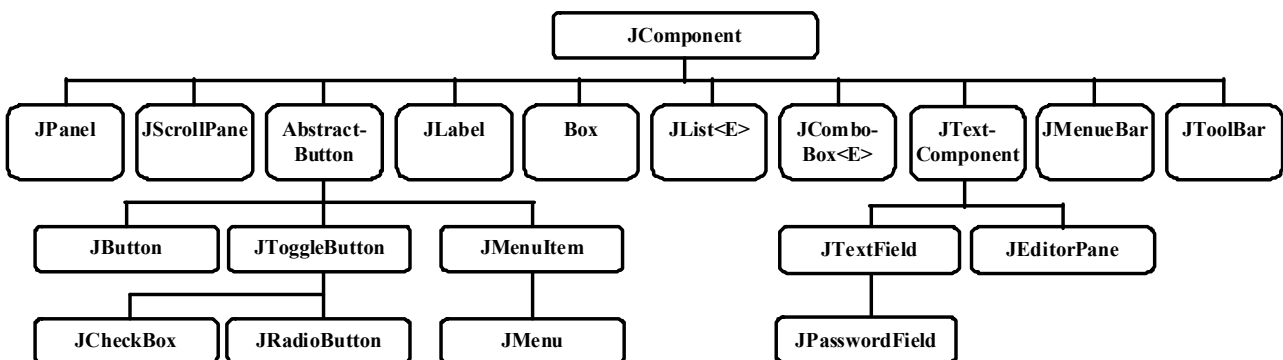 JComponent
JPanel
JScrollPane
Abstract-
Button
JLabel
Box
JList<E>
JCombo-
Box<E>
JText-
Component
JMenueBar
JToolBar
JButton
JToggleButton
JMenuItem
JTextField
JEditorPane
JCheckBox
JRadioButton
JMenu
JPasswordField